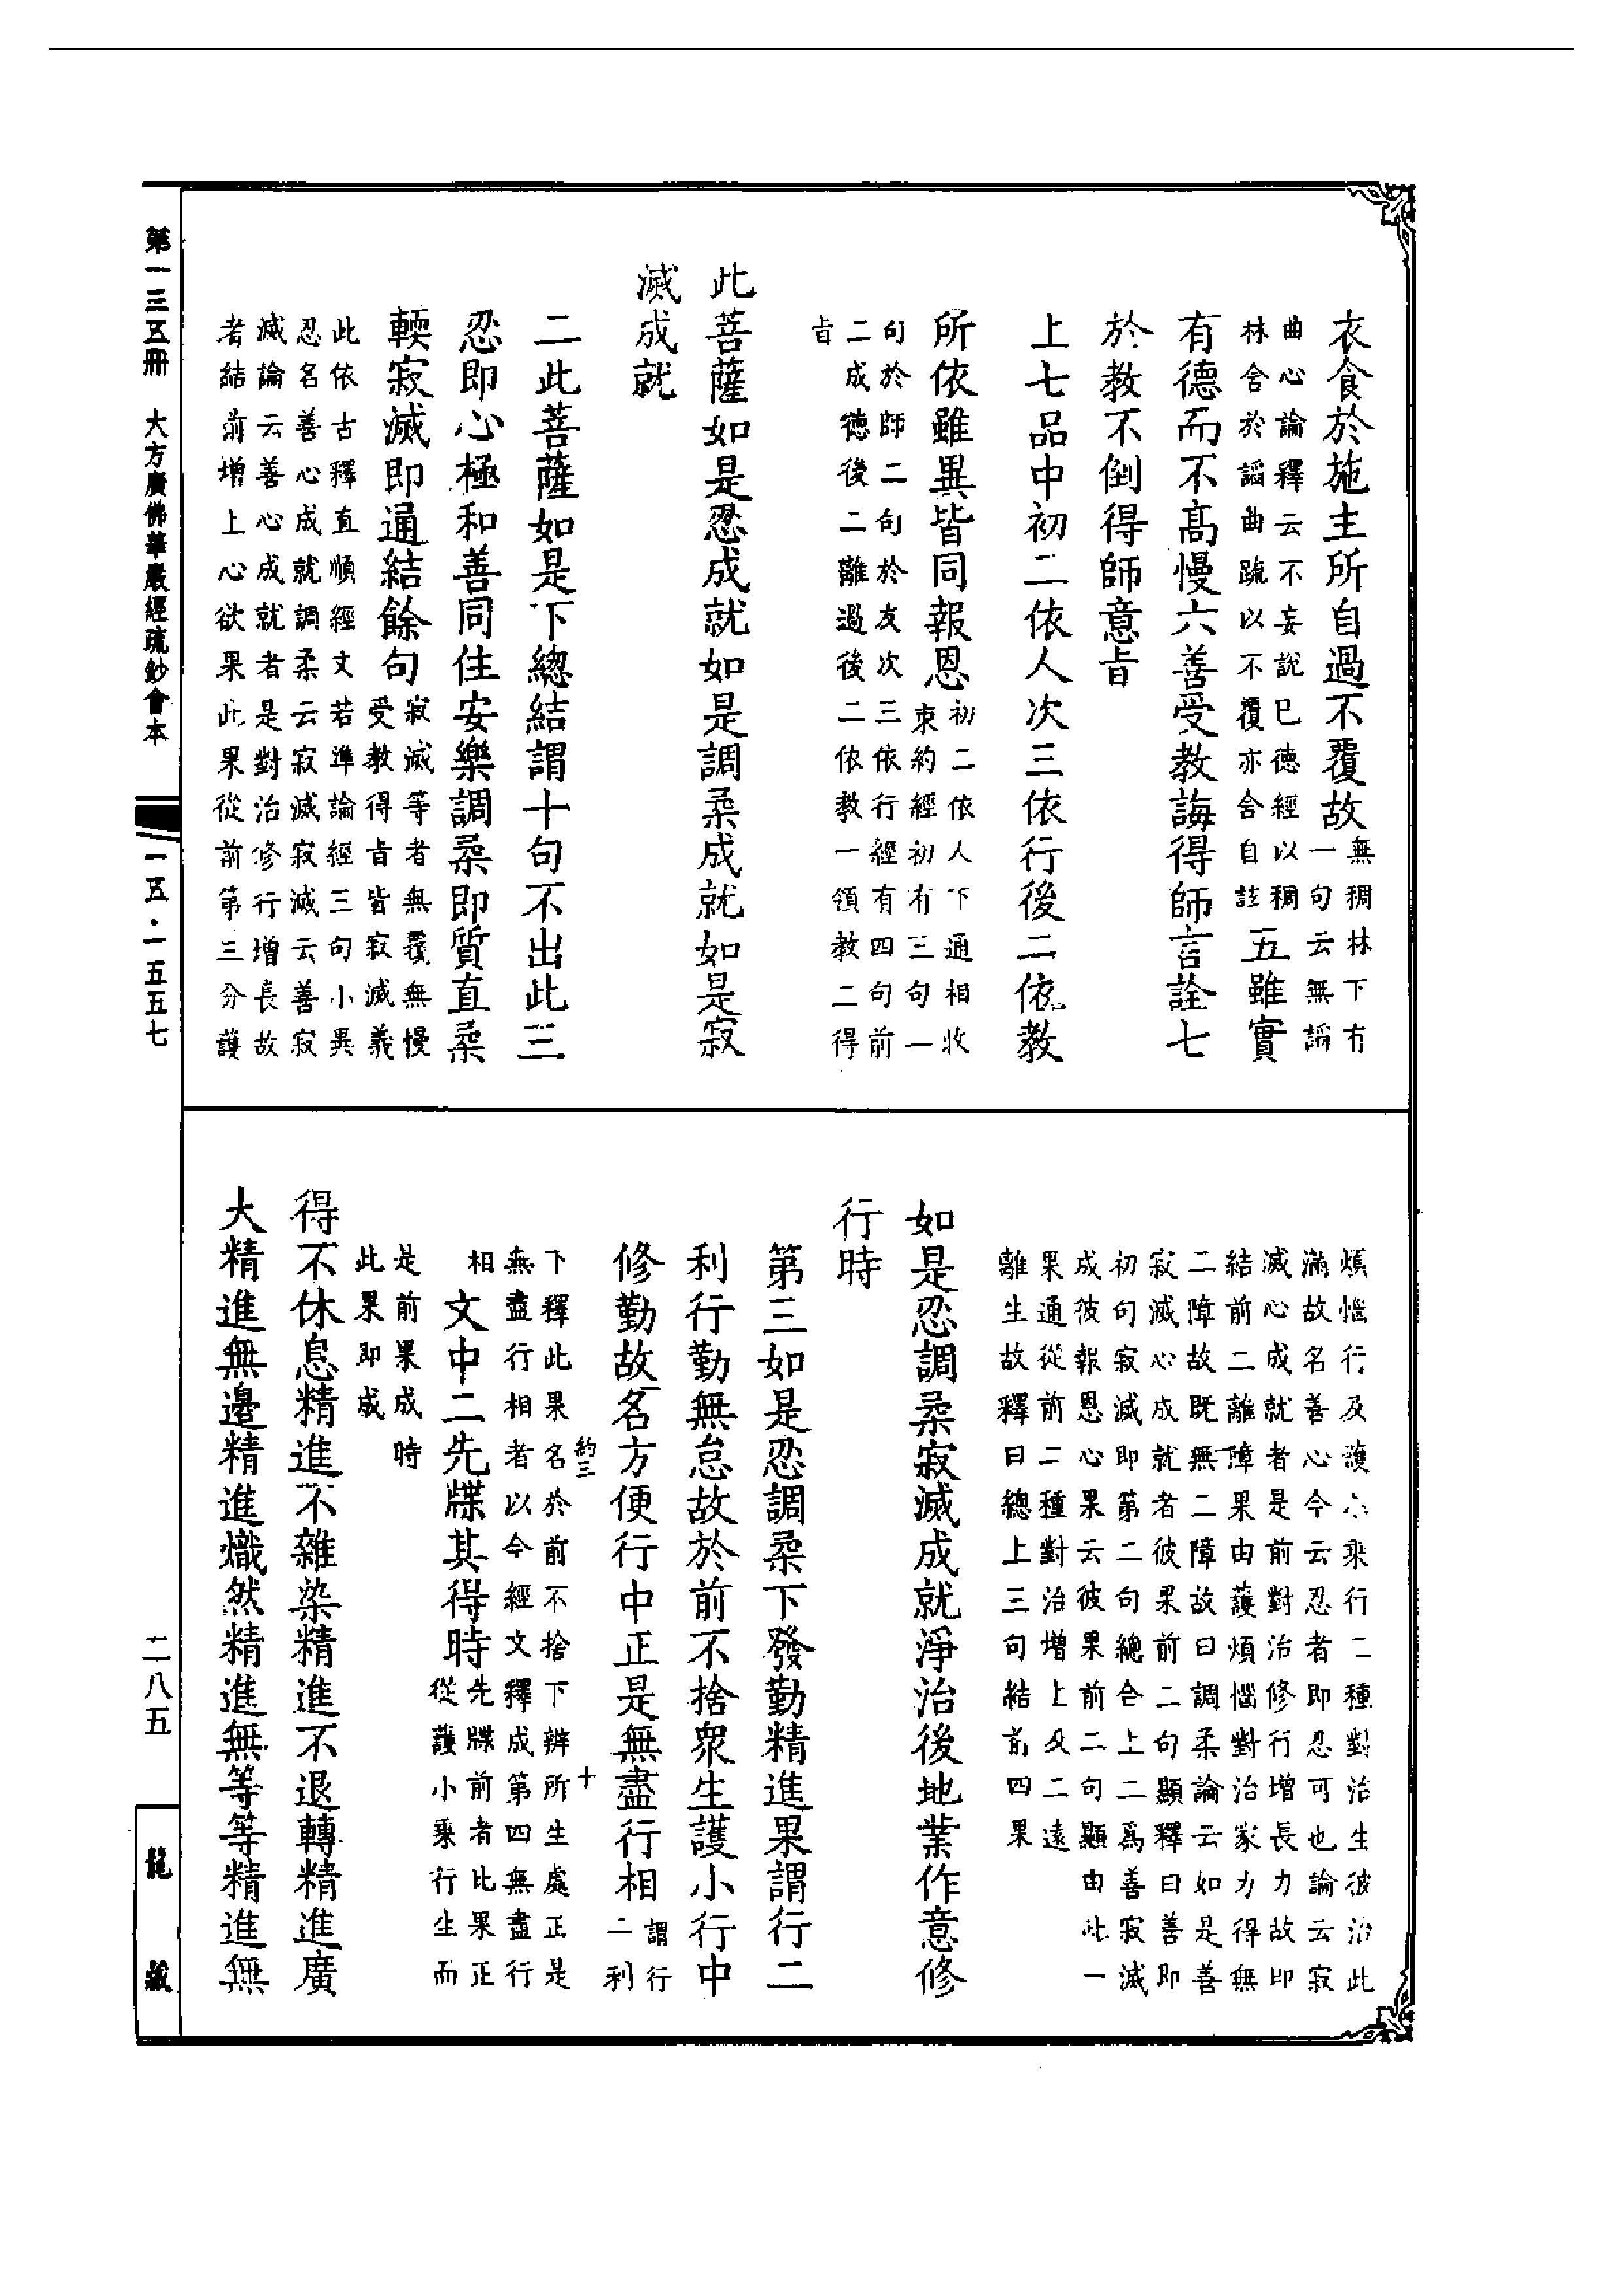 衣食於施主所自過不覆故無稠林下有
一句云無謟
曲心論釋云不妄說已德經以稠
林舍於謟曲疏以不覆亦舍自誑五雖實
有德而不高慢六善受教誨得師言詮七
於教不倒得師意㫖
上七品中初二依人次三依行後二依教
所依雖異皆同報恩初二依人下通相收
束約經初有三句一
句於師二句於友次三依行經有四句前
二成德後二離過後二依教一領教二得
㫖
此菩薩如是忍成就如是調柔成就如是寂
滅成就
二此菩薩如是下總結謂十句不出此三
忍即心極和善同住安樂調柔即質直柔
輭寂滅即通結餘句寂滅等者無覆無慢
受教得㫖皆寂滅義
此依古釋直順經文若準論經三句小異
忍名善心成就調柔云寂滅寂滅云善寂
滅論云善心成就者是對治修行增長故
者結前增上心欲果此果從前第三分護
煩惱行及護小乘行二種對治生彼治此
滿故名善心今云忍者即忍可也論云寂
滅心成就者是前對治修行增長力故即
結前二離障果由護煩惱對治家力得無
二障故既無二障故曰調柔論云如是善
寂滅心成就者彼果前二句顯釋曰善即
初句寂滅即第二句總合上二爲善寂滅
成彼報恩心果云彼果前二句顯由此一
果通從前二種對治增上及二遠
離生故釋曰總上三句結前四果
如是忍調柔寂滅成就淨治後地業作意修
行時
第三如是忍調柔下發勤精進果謂行二
利行勤無怠故於前不捨衆生護小行中
修勤故名方便行中正是無盡行相謂行
二利
約三
十
下釋此果名於前不捨下辨所生處正是
無盡行相者以今經文釋成第四無盡行
相文中二先牒其得時先牒前者比果正
從護小乘行生而
是前果成時
此果即成
得不休息精進不雜染精進不退轉精進廣
大精進無邊精進熾然精進無等等精進無
第一三五冊 大方廣佛華嚴經疏鈔會本 一五·一五五七
二八五
龍藏